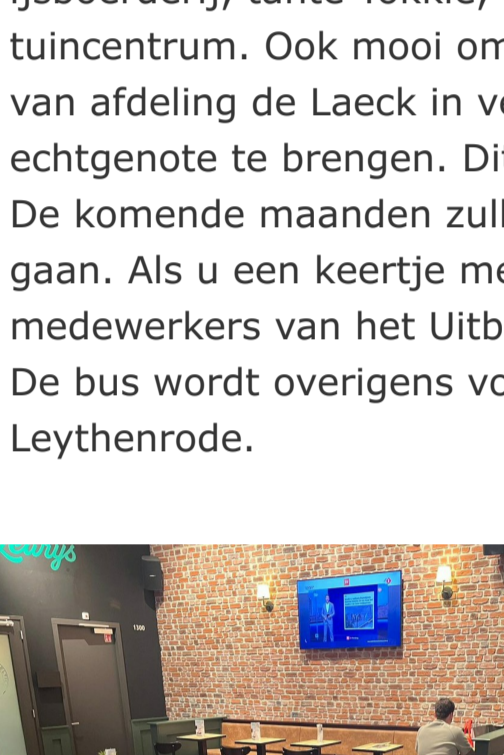 tuincentrum. Ook mooi om
van afdeling de Laeck in v
echtgenote te brengen. Di
De komende maanden zull
gaan. Als u een keertje me
medewerkers van het Uitb
De bus wordt overigens vo
Leythenrode.
1300